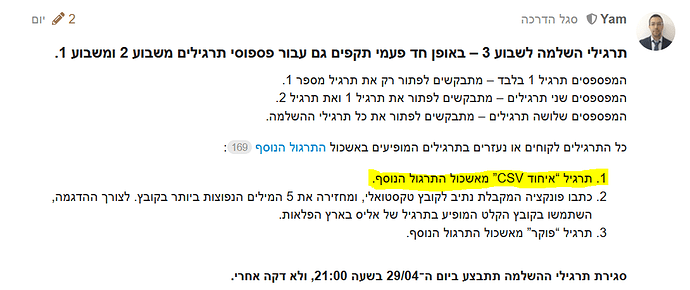 Yam סגל הדרכה 2 יום
תרגילי השלמה לשבוע 3 – באופן חד פעמי תקפים גם עבור פספוסי תרגילים משבוע 2 ומשבוע 1.
המפספסים תרגיל 1 בלבד – מתבקשים לפתור רק את תרגיל מספר 1.
המפספסים שני תרגילים – מתבקשים לפתור את תרגיל 1 ואת תרגיל 2.
המפספסים שלושה תרגילים – מתבקשים לפתור את כל תרגילי ההשלמה.
כל התרגילים לקוחים או נעזרים בתרגילים המופיעים באשכול התרגול הנוסף 169 :
1. תרגיל "איחוד CSV" מאשכול התרגול הנוסף.
2. כתבו פונקציה המקבלת נתיב לקובץ טקסטואלי, ומחזירה את 5 המילים הנפוצות ביותר בקובץ. לצורך ההדגמה,
השתמשו בקובץ הקלט המופיע בתרגיל של אליס בארץ הפלאות.
3. תרגיל "פוקר" מאשכול התרגול הנוסף.
סגירת תרגילי ההשלמה תתבצע ביום ה־29/04 בשעה 21:00, ולא דקה אחרי.